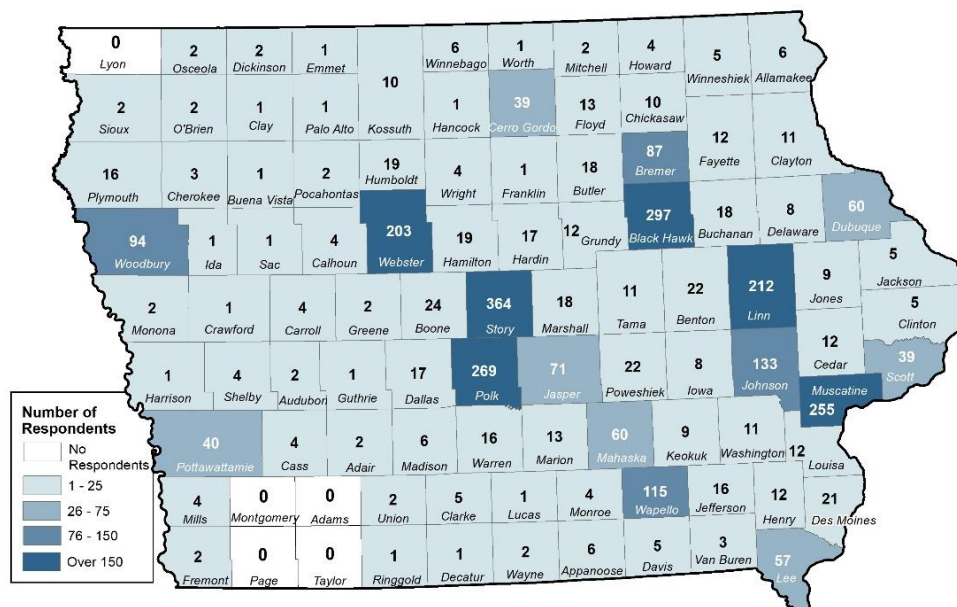 0
Lyon
2
Osceola
2
Dickinson
1
Emmet
10
Kossuth
6
Winnebago
1
Worth
2
Mitchell
4
Howard
5
Winneshiek
6
Allamakee
2
Sioux
2
O'Brien
1
Clay
1
Palo Alto
1
Hancock
39
Cerro Gordo
13
Floyd
10
Chickasaw
12
Fayette
11
Clayton
16
Plymouth
3
Cherokee
1
Buena Vista
2
Pocahontas
19
Humboldt
4
Wright
1
Franklin
18
Butler
87
Bremer
94
Woodbury
1
Ida
1
Sac
4
Calhoun
203
Webster
19
Hamilton
17
Hardin
12
Grundy
297
Black Hawk
18
Buchanan
8
Delaware
60
Dubuque
2
Monona
1
Crawford
4
Carroll
2
Greene
24
Boone
364
Story
18
Marshall
11
Tama
22
Benton
212
Linn
9
Jones
5
Jackson
5
Clinton
1
Harrison
4
Shelby
2
Audubon
1
Guthrie
17
Dallas
269
Polk
71
Jasper
22
Poweshiek
8
Iowa
133
Johnson
12
Cedar
39
Scott
Muscatine
255
40
Pottawattamie
4
Cass
2
Adair
6
Madison
16
Warren
13
Marion
60
Mahaska
9
Keokuk
11
Washington
12
Louisa
4
Mills
0
Montgomery
0
Adams
2
Union
5
Clarke
1
Lucas
4
Monroe
115
Wapello
16
Jefferson
12
Henry
21
Des Moines
2
Fremont
0
Page
0
Taylor
1
Ringgold
1
Decatur
2
Wayne
6
Appanoose
5
Davis
3
Van Buren
57
Lee
Number of
Respondents
No
Respondents
1 - 25
26 - 75
76 - 150
Over 150